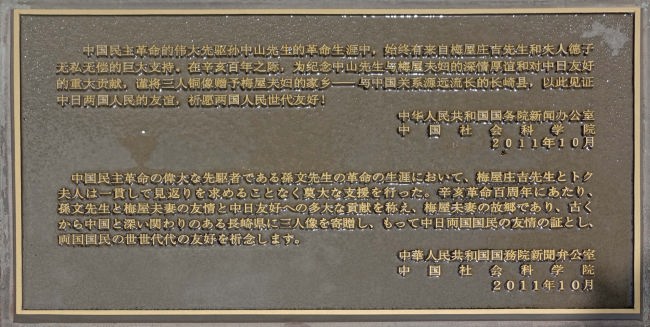 中国民主革命的伟大先驱孙中山先生的革命生涯中，始终有来自梅屋庄吉先生和夫人德子
无私无偿的巨大支持。在辛亥百年之际，为纪念中山先生与梅屋夫妇的深情厚谊和对中日友好
的重大贡献，谨将三人铜像赠予梅屋夫妇的家乡——与中国关系源远流长的长崎县，以此见证
中日两国人民的友谊，祈愿两国人民世代友好！
中华人民共和国国务院新闻办公室
中国社会科学院
2011年10月
中国民主革命の偉大な先駆者である孫文先生の革命の生涯において、梅屋庄吉先生とトク
夫人は一貫して見返りを求めることなく莫大な支援を行った。辛亥革命百周年にあたり、
孫文先生と梅屋夫妻の友情と中日友好への多大な貢献を称え、梅屋夫妻の故郷であり、古く
から中国と深い関わりのある長崎県に三人像を寄贈し、もって中日両国国民の友情の証とし、
両国国民の世世代代の友好を祈念します。
中華人民共和国国務院新聞弁公室
中国社会科学院
2011年10月